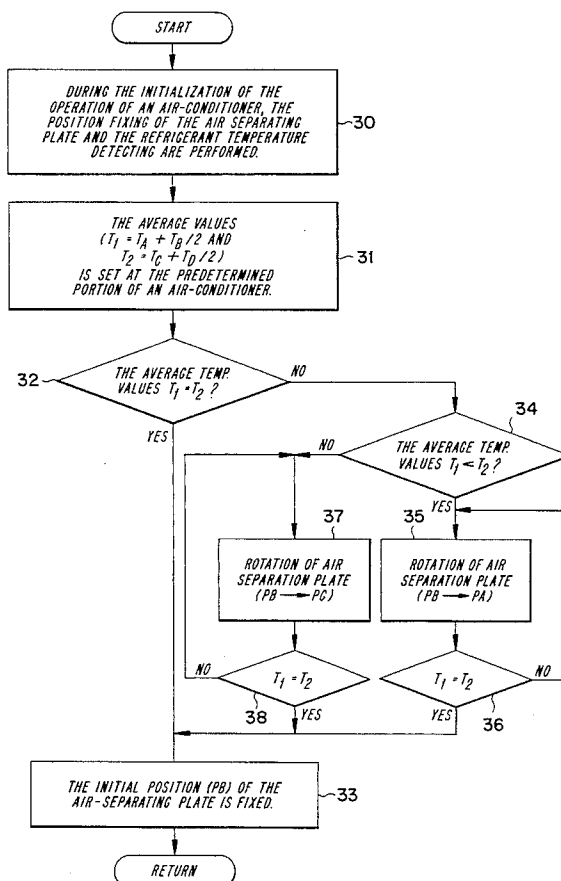 START
DURING THE INITIALIZATION OF THE
OPERATION OF AN AIR-CONDITIONER, THE
POSITION FIXING OF THE AIR SEPARATING
PLATE AND THE REFRIGERANT TEMPERATURE
DETECTING ARE PERFORMED.
30
THE AVERAGE VALUES
(T1 = TA + TB/2 AND
T2 = TC + TD/2)
IS SET AT THE PREDETERMINED
PORTION OF AN AIR-CONDITIONER.
31
32
THE AVERAGE TEMP.
VALUES T1 = T2 ?
NO
YES
34
THE AVERAGE TEMP.
VALUES T1 < T2 ?
NO
YES
37
ROTATION OF AIR
SEPARATION PLATE
(PB → PC)
35
ROTATION OF AIR
SEPARATION PLATE
(PB → PA)
NO
T1 = T2
38
YES
T1 = T2
NO
36
YES
THE INITIAL POSITION (PB) OF THE
AIR-SEPARATING PLATE IS FIXED.
33
RETURN